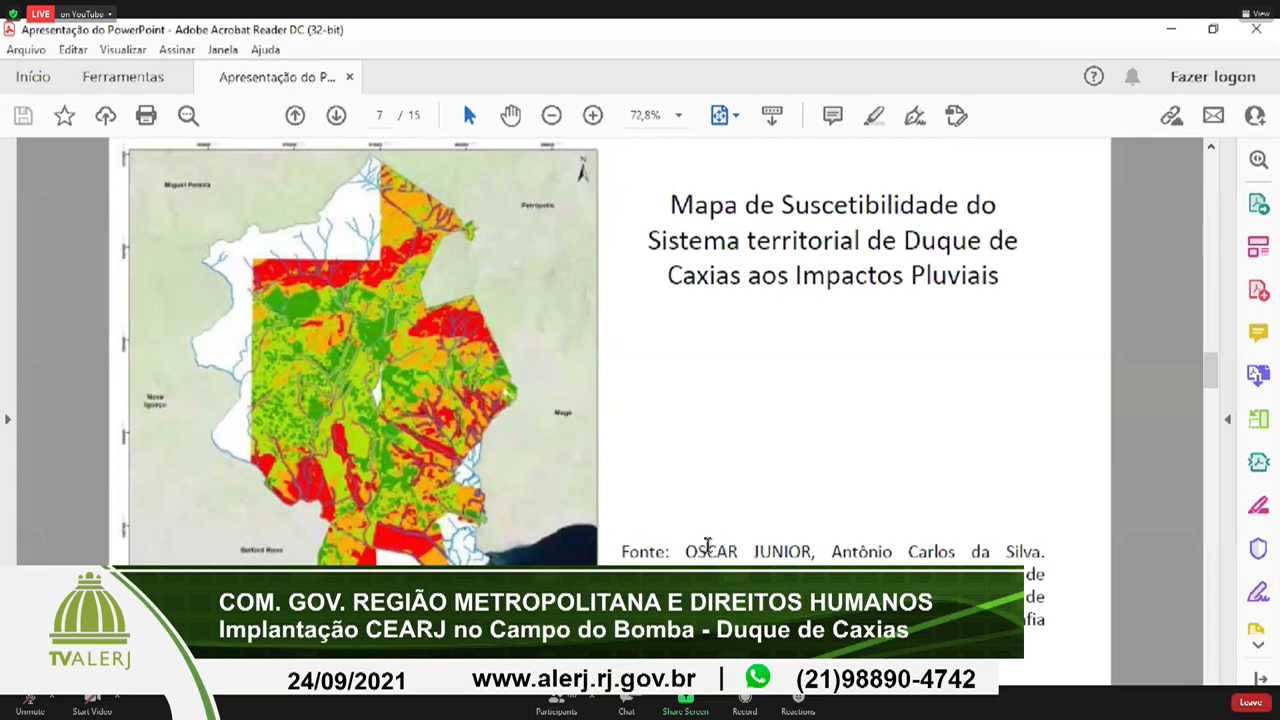 LIVE on YouTube
View
Apresentação do PowerPoint - Adobe Acrobat Reader DC (32-bit)
Arquivo Editar Visualizar Assinar Janela Ajuda
Início Ferramentas Apresentação do P... Fazer logon
7 / 15 72,8%
Miguel Pereira
Petrópolis
N
Nova
Iguaçu
Magé
Belford Roxo
Mapa de Suscetibilidade do
Sistema territorial de Duque de
Caxias aos Impactos Pluviais
Fonte: OSCAR JUNIOR, Antônio Carlos da Silva.
de
de
fia
COM. GOV. REGIÃO METROPOLITANA E DIREITOS HUMANOS
Implantação CEARJ no Campo do Bomba - Duque de Caxias
TVALERJ
24/09/2021 www.alerj.rj.gov.br | (21)98890-4742
Unmute Start Video Participants Chat Share Screen Record Reactions Leave